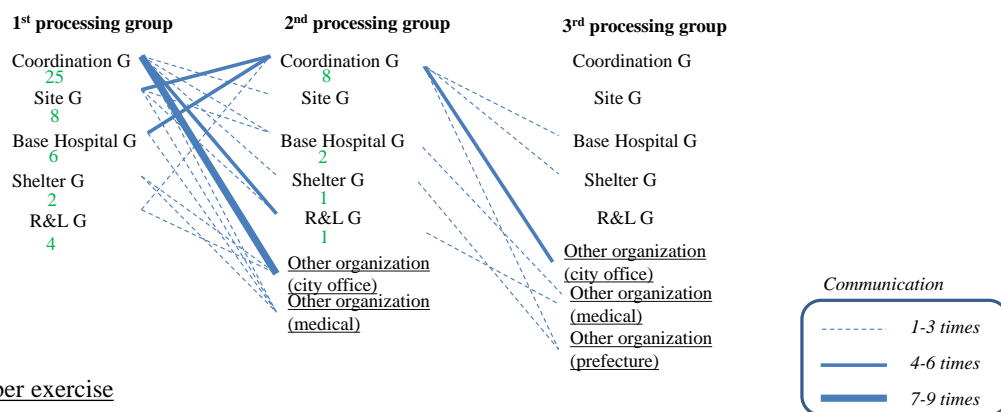 1st processing group
2nd processing group
3rd processing group
Coordination G
25
Site G
8
Base Hospital G
6
Shelter G
2
R&L G
4
Coordination G
8
Site G
Base Hospital G
2
Shelter G
1
R&L G
1
Other organization
(city office)
Other organization
(medical)
Coordination G
Site G
Base Hospital G
Shelter G
R&L G
Other organization
(city office)
Other organization
(medical)
Other organization
(prefecture)
Communication
1-3 times
4-6 times
7-9 times
exercise